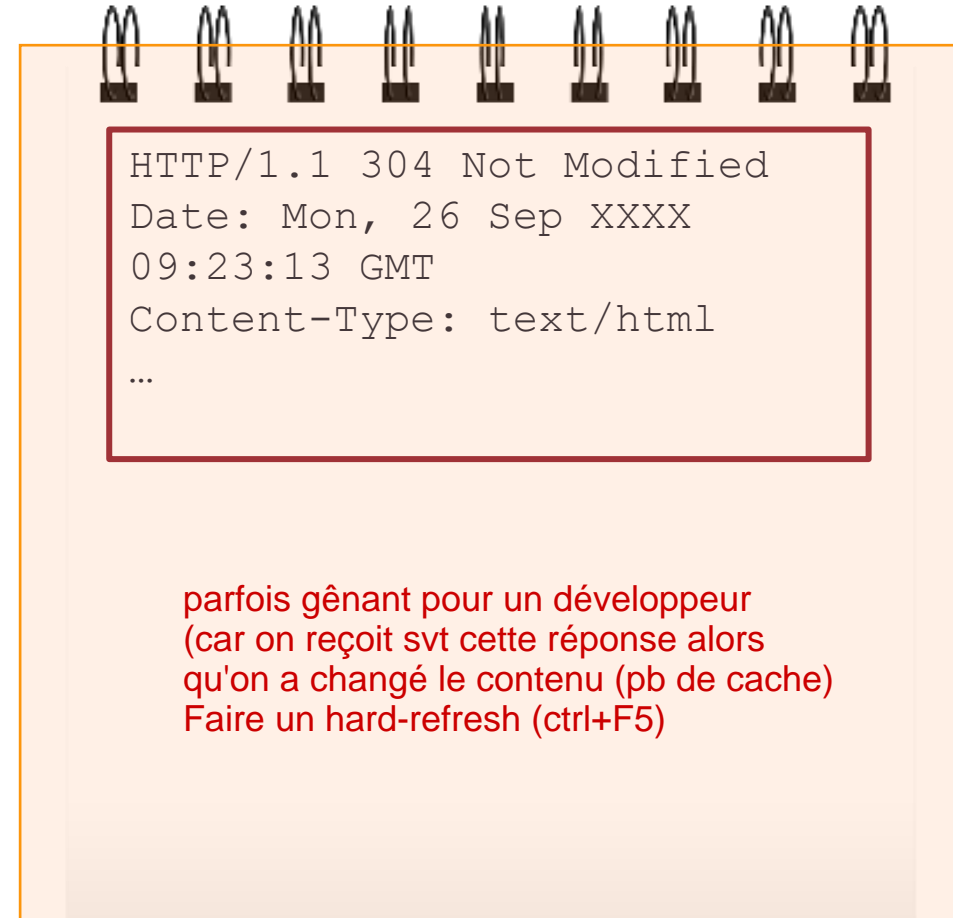 HTTP/1.1 304 Not Modified
Date: Mon, 26 Sep XXXX
09:23:13 GMT
Content-Type: text/html
…
parfois gênant pour un développeur
(car on reçoit svt cette réponse alors
qu'on a changé le contenu (pb de cache)
Faire un hard-refresh (ctrl+F5)